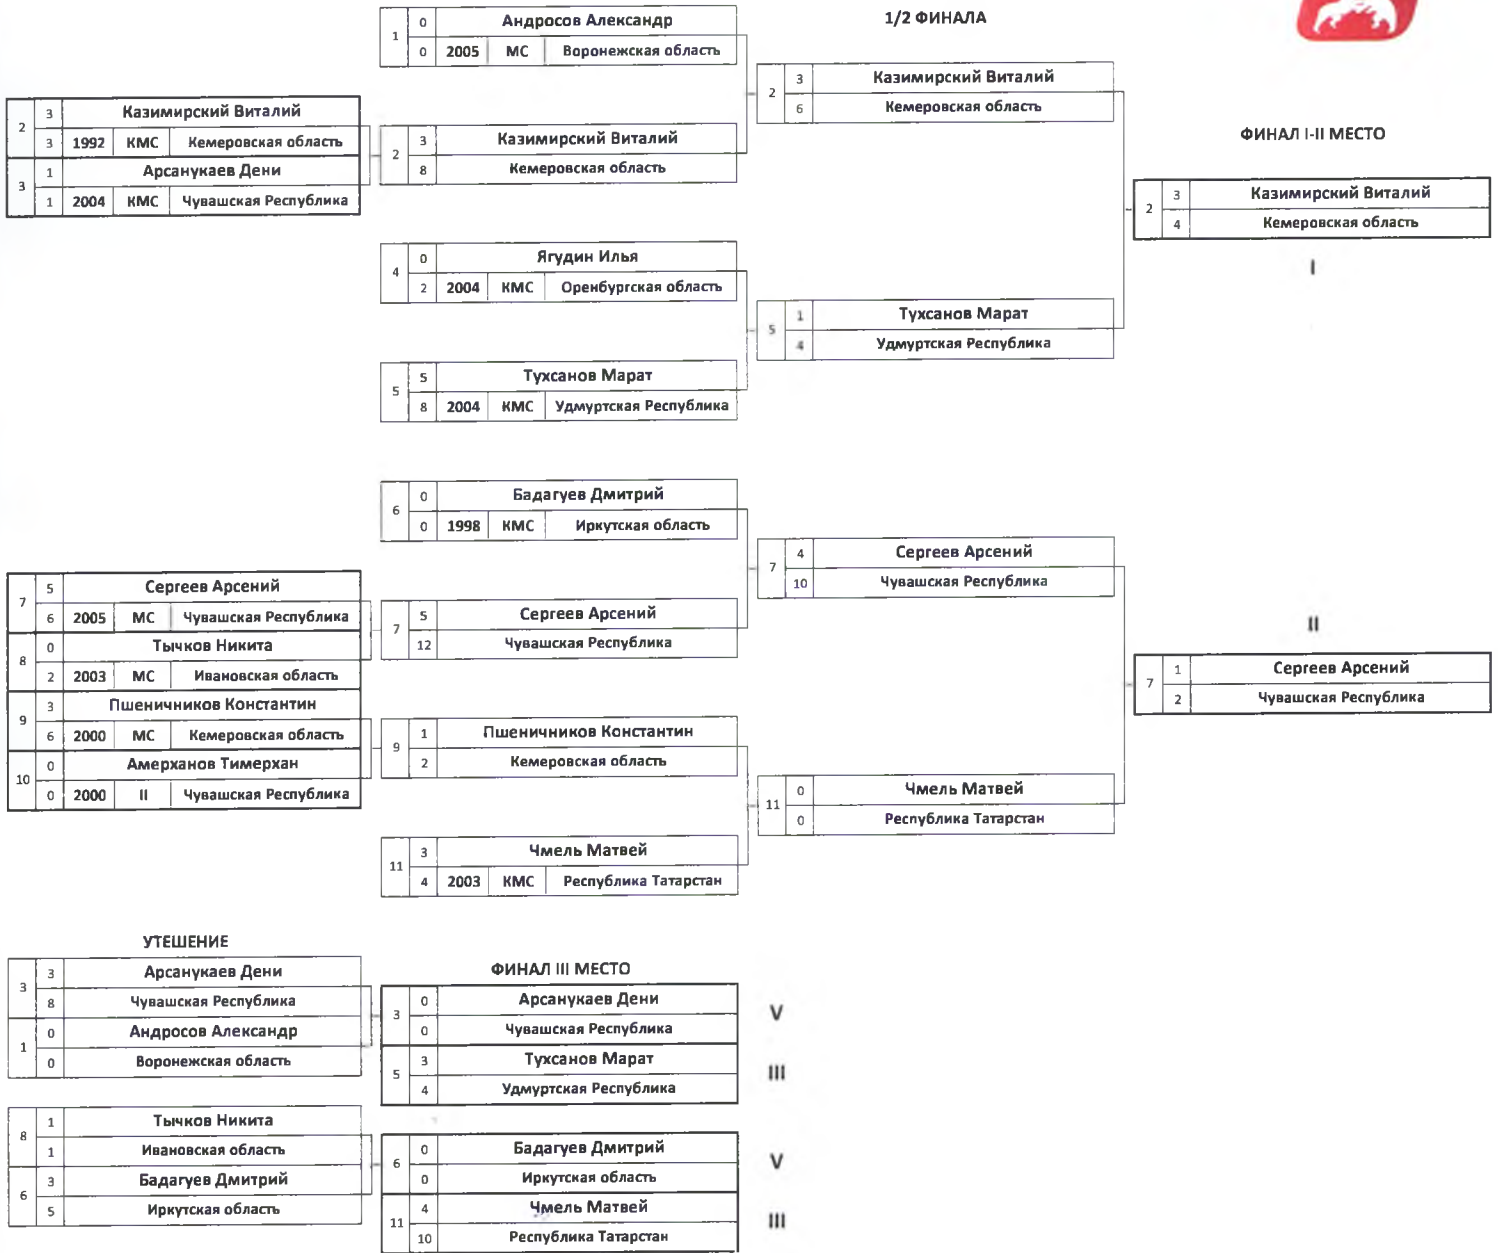 1/2 ФИНАЛА
1 0 Андросов Александр
0 2005 МС Воронежская область
2 3 Казимирский Виталий
6 Кемеровская область
2 3 Казимирский Виталий
3 1992 КМС Кемеровская область
3 1 Арсанукаев Дени
1 2004 КМС Чувашская Республика
2 3 Казимирский Виталий
8 Кемеровская область
ФИНАЛ I-II МЕСТО
2 3 Казимирский Виталий
4 Кемеровская область
I
4 0 Ягудин Илья
2 2004 КМС Оренбургская область
5 1 Тухсанов Марат
4 Удмуртская Республика
5 5 Тухсанов Марат
8 2004 КМС Удмуртская Республика
6 0 Бадагуев Дмитрий
0 1998 КМС Иркутская область
7 4 Сергеев Арсений
10 Чувашская Республика
7 5 Сергеев Арсений
6 2005 МС Чувашская Республика
8 0 Тычков Никита
2 2003 МС Ивановская область
9 3 Пшеничников Константин
6 2000 МС Кемеровская область
10 0 Амерханов Тимерхан
0 2000 II Чувашская Республика
7 5 Сергеев Арсений
12 Чувашская Республика
II
7 1 Сергеев Арсений
2 Чувашская Республика
9 1 Пшеничников Константин
2 Кемеровская область
11 0 Чмель Матвей
0 Республика Татарстан
11 3 Чмель Матвей
4 2003 КМС Республика Татарстан
УТЕШЕНИЕ
3 3 Арсанукаев Дени
8 Чувашская Республика
1 0 Андросов Александр
0 Воронежская область
ФИНАЛ III МЕСТО
3 0 Арсанукаев Дени
0 Чувашская Республика
V
5 3 Тухсанов Марат
4 Удмуртская Республика
III
8 1 Тычков Никита
1 Ивановская область
6 3 Бадагуев Дмитрий
5 Иркутская область
6 0 Бадагуев Дмитрий
0 Иркутская область
V
11 4 Чмель Матвей
10 Республика Татарстан
III